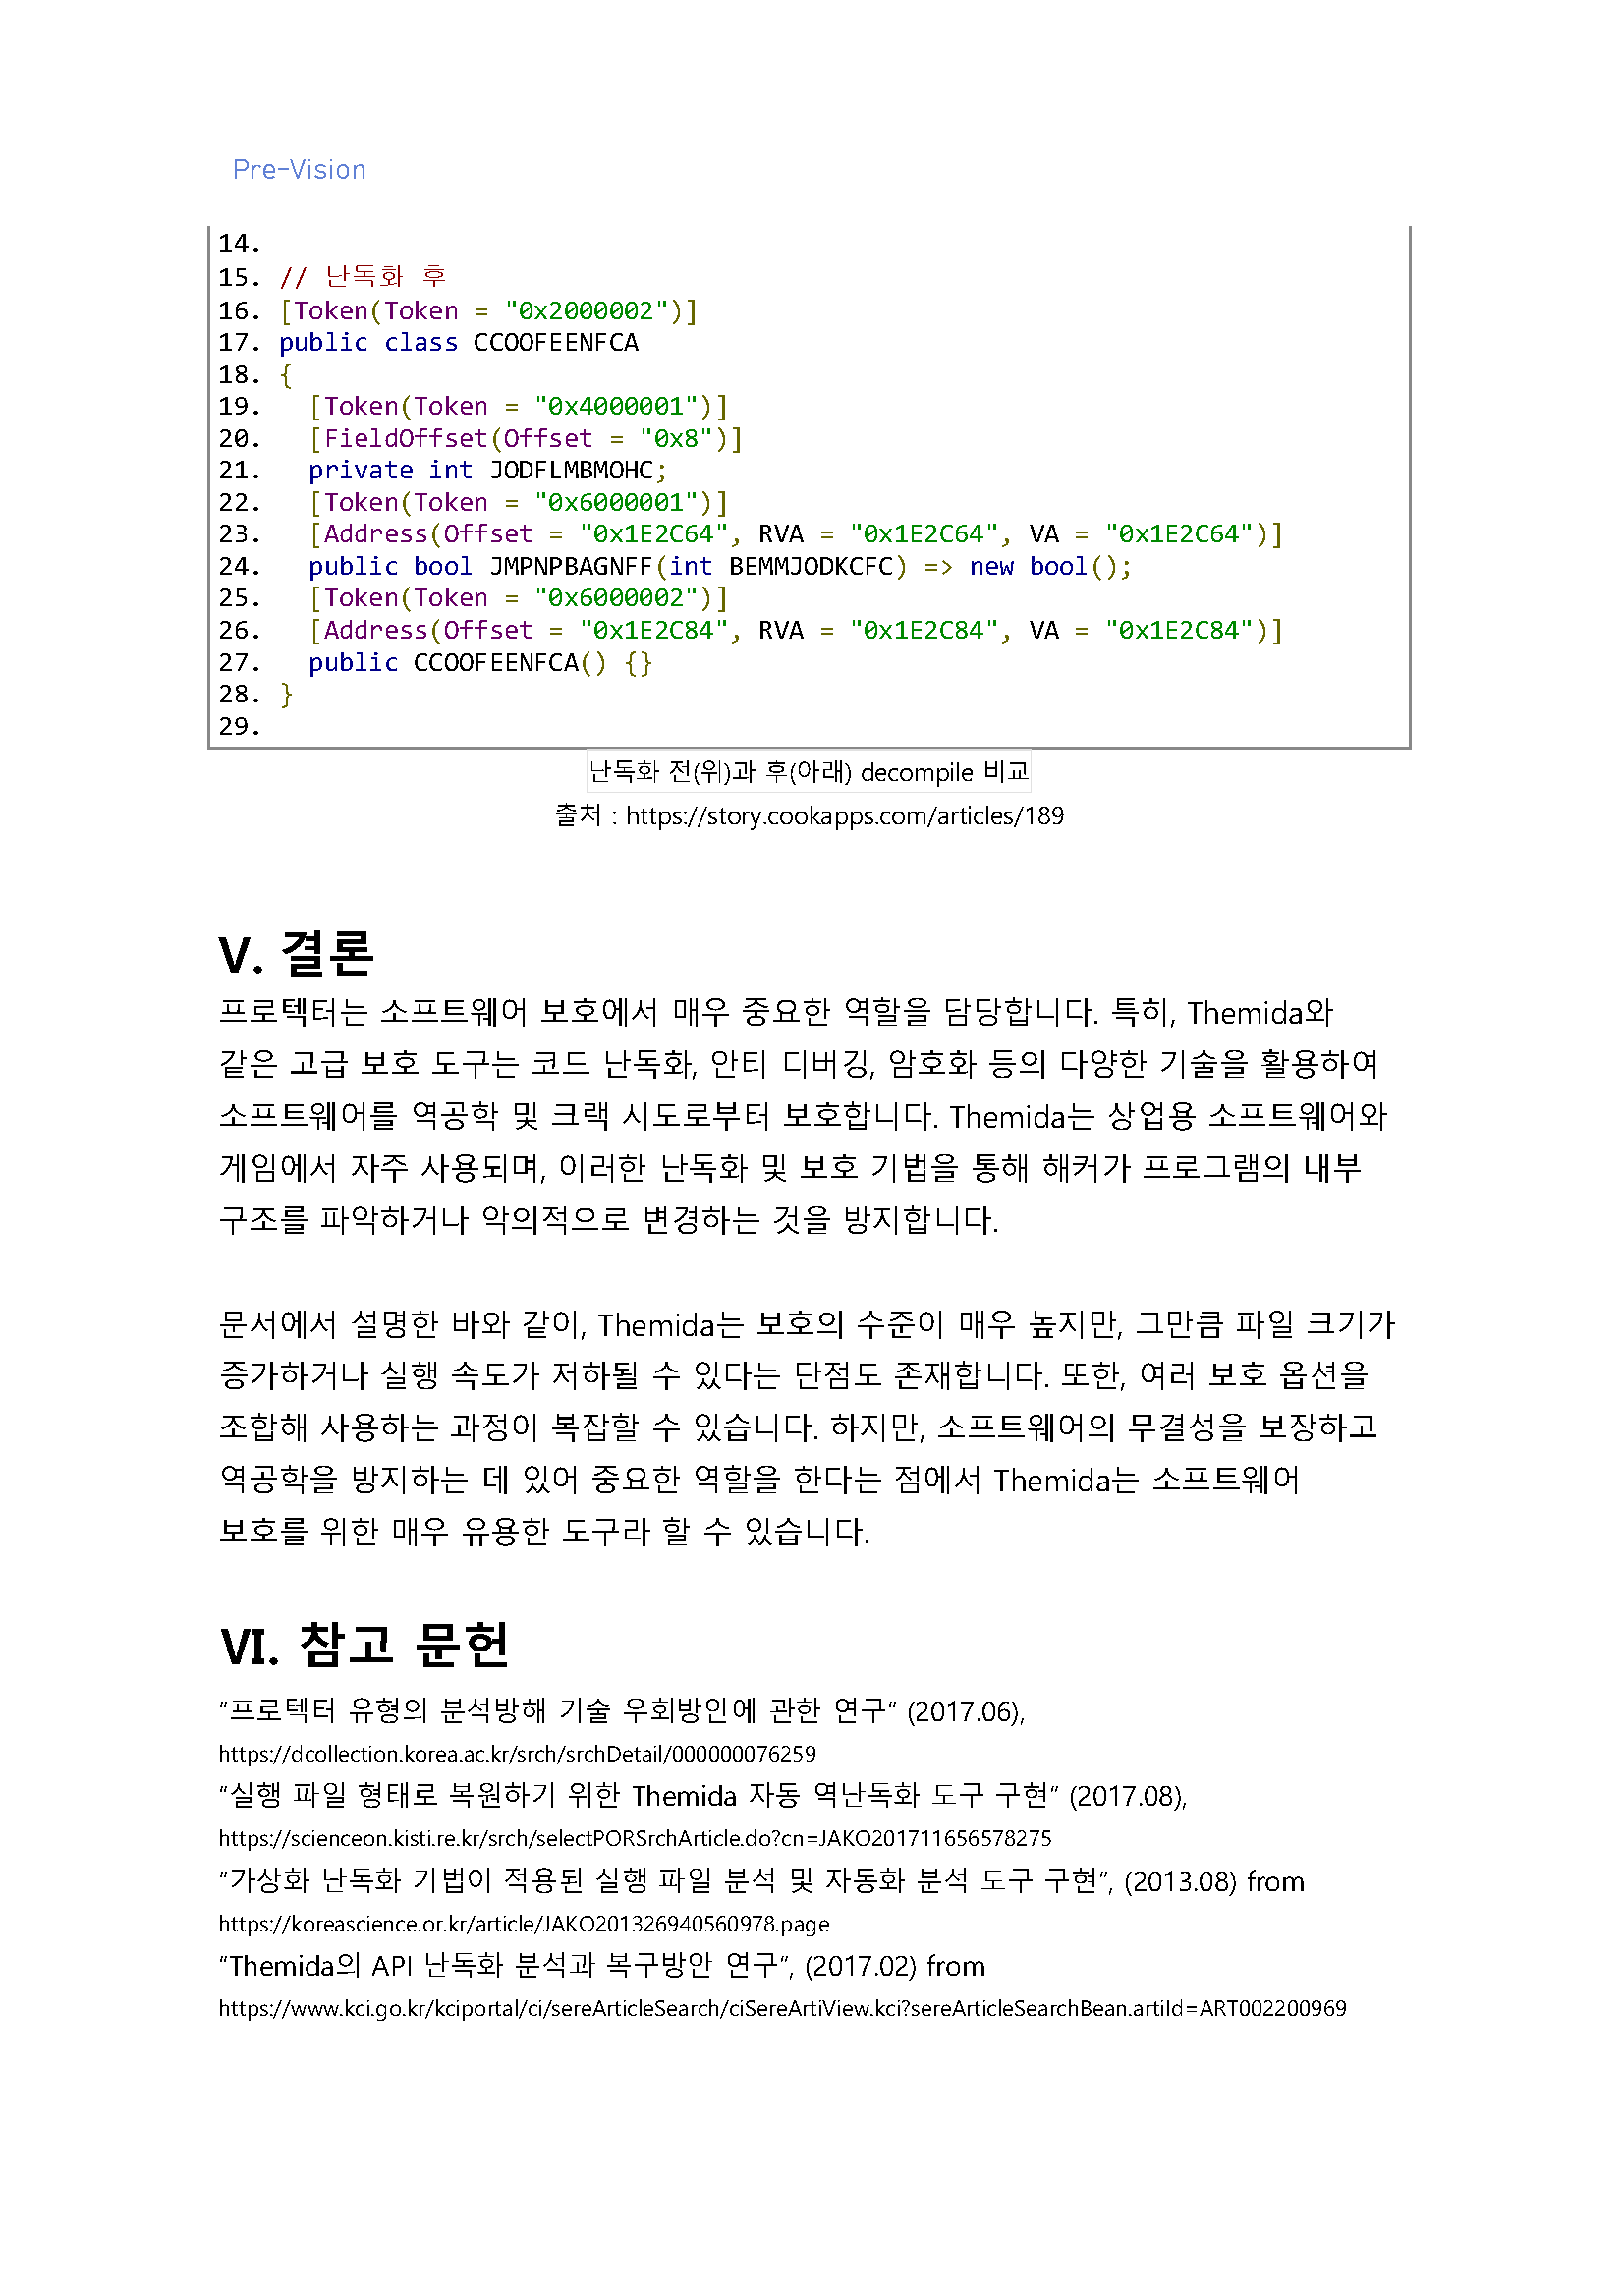 Pre-Vision
14.
15. // 난독화 후
16. [Token(Token = "0x2000002")]
17. public class CCOOFEENFCA
18. {
19.   [Token(Token = "0x4000001")]
20.   [FieldOffset(Offset = "0x8")]
21.   private int JODFLMBMOHC;
22.   [Token(Token = "0x6000001")]
23.   [Address(Offset = "0x1E2C64", RVA = "0x1E2C64", VA = "0x1E2C64")]
24.   public bool JMPNPBAGNFF(int BEMMJODKCFC) => new bool();
25.   [Token(Token = "0x6000002")]
26.   [Address(Offset = "0x1E2C84", RVA = "0x1E2C84", VA = "0x1E2C84")]
27.   public CCOOFEENFCA() {}
28. }
29.
난독화 전(위)과 후(아래) decompile 비교
출처 : https://story.cookapps.com/articles/189
V. 결론
프로텍터는 소프트웨어 보호에서 매우 중요한 역할을 담당합니다. 특히, Themida와
같은 고급 보호 도구는 코드 난독화, 안티 디버깅, 암호화 등의 다양한 기술을 활용하여
소프트웨어를 역공학 및 크랙 시도로부터 보호합니다. Themida는 상업용 소프트웨어와
게임에서 자주 사용되며, 이러한 난독화 및 보호 기법을 통해 해커가 프로그램의 내부
구조를 파악하거나 악의적으로 변경하는 것을 방지합니다.
문서에서 설명한 바와 같이, Themida는 보호의 수준이 매우 높지만, 그만큼 파일 크기가
증가하거나 실행 속도가 저하될 수 있다는 단점도 존재합니다. 또한, 여러 보호 옵션을
조합해 사용하는 과정이 복잡할 수 있습니다. 하지만, 소프트웨어의 무결성을 보장하고
역공학을 방지하는 데 있어 중요한 역할을 한다는 점에서 Themida는 소프트웨어
보호를 위한 매우 유용한 도구라 할 수 있습니다.
VI. 참고 문헌
“프로텍터 유형의 분석방해 기술 우회방안에 관한 연구” (2017.06),
https://dcollection.korea.ac.kr/srch/srchDetail/000000076259
“실행 파일 형태로 복원하기 위한 Themida 자동 역난독화 도구 구현” (2017.08),
https://scienceon.kisti.re.kr/srch/selectPORSrchArticle.do?cn=JAKO201711656578275
“가상화 난독화 기법이 적용된 실행 파일 분석 및 자동화 분석 도구 구현”, (2013.08) from
https://koreascience.or.kr/article/JAKO201326940560978.page
“Themida의 API 난독화 분석과 복구방안 연구”, (2017.02) from
https://www.kci.go.kr/kciportal/ci/sereArticleSearch/ciSereArtiView.kci?sereArticleSearchBean.artiId=ART002200969